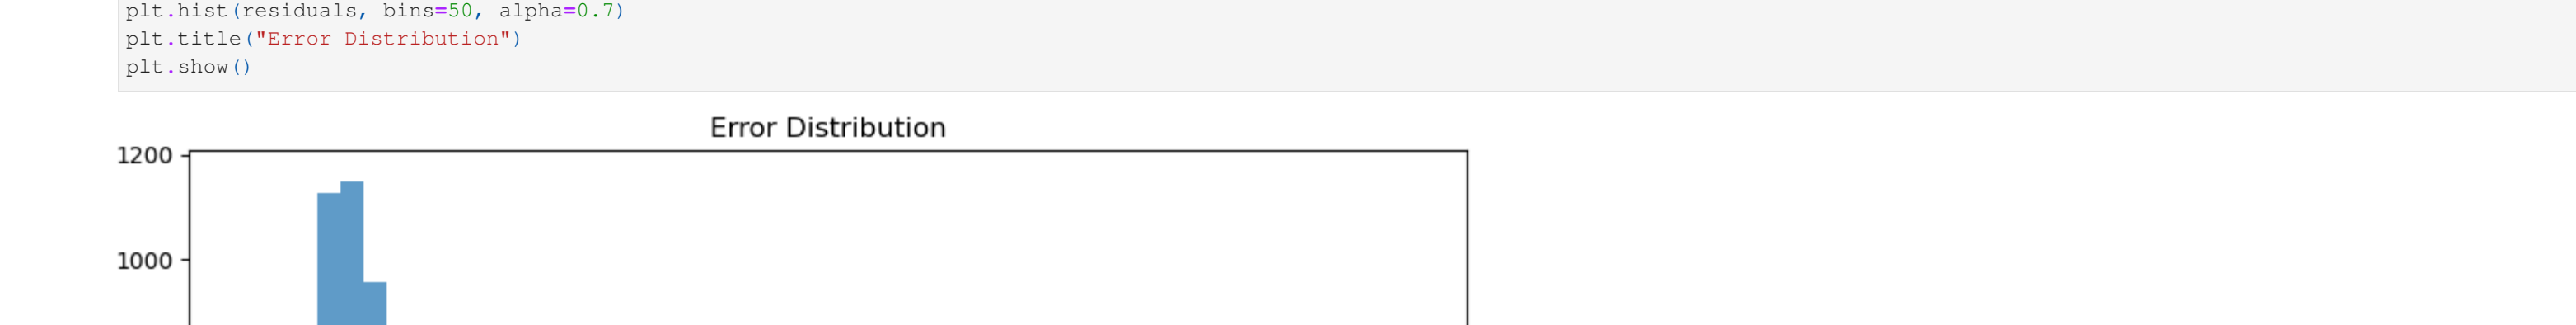 plt.hist(residuals, bins=50, alpha=0.7)
plt.title("Error Distribution")
plt.show()
Error Distribution
1200
1000